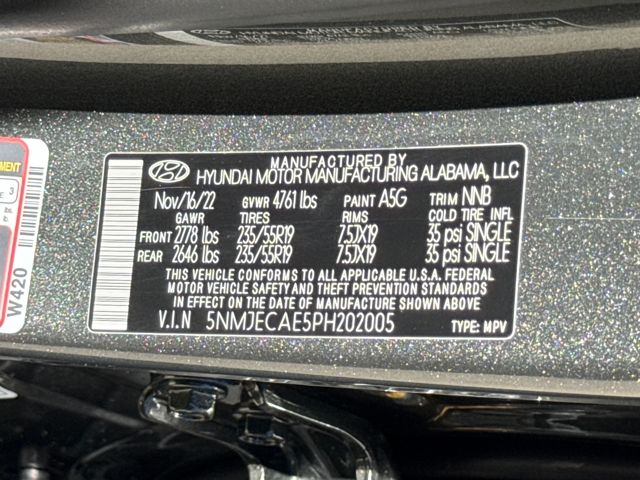 MANUFACTURED BY
HYUNDAI MOTOR MANUFACTURING ALABAMA, LLC
Nov/16/22 GVWR 4761 lbs PAINT A5G TRIM NNB
GAWR TIRES RIMS COLD TIRE INFL
FRONT 2778 lbs 235/55R19 7.5JX19 35 psi SINGLE
REAR 2646 lbs 235/55R19 7.5JX19 35 psi SINGLE
THIS VEHICLE CONFORMS TO ALL APPLICABLE U.S.A. FEDERAL
MOTOR VEHICLE SAFETY AND THEFT PREVENTION STANDARDS
IN EFFECT ON THE DATE OF MANUFACTURE SHOWN ABOVE.
V.I.N 5NMJECAE5PH202005 TYPE: MPV
W420
3
lbs.